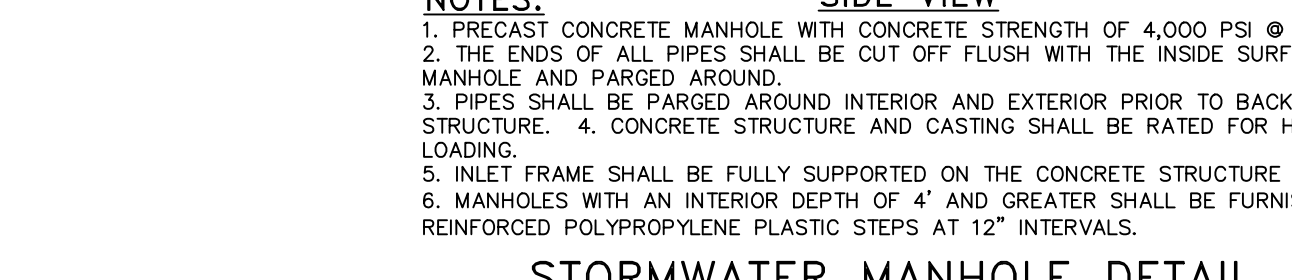 NOTES: SIDE VIEW
1. PRECAST CONCRETE MANHOLE WITH CONCRETE STRENGTH OF 4,000 PSI @
2. THE ENDS OF ALL PIPES SHALL BE CUT OFF FLUSH WITH THE INSIDE SURF
MANHOLE AND PARGED AROUND.
3. PIPES SHALL BE PARGED AROUND INTERIOR AND EXTERIOR PRIOR TO BACK
STRUCTURE. 4. CONCRETE STRUCTURE AND CASTING SHALL BE RATED FOR H
LOADING.
5. INLET FRAME SHALL BE FULLY SUPPORTED ON THE CONCRETE STRUCTURE
6. MANHOLES WITH AN INTERIOR DEPTH OF 4' AND GREATER SHALL BE FURNI
REINFORCED POLYPROPYLENE PLASTIC STEPS AT 12" INTERVALS.
STORMWATER MANHOLE DETAIL